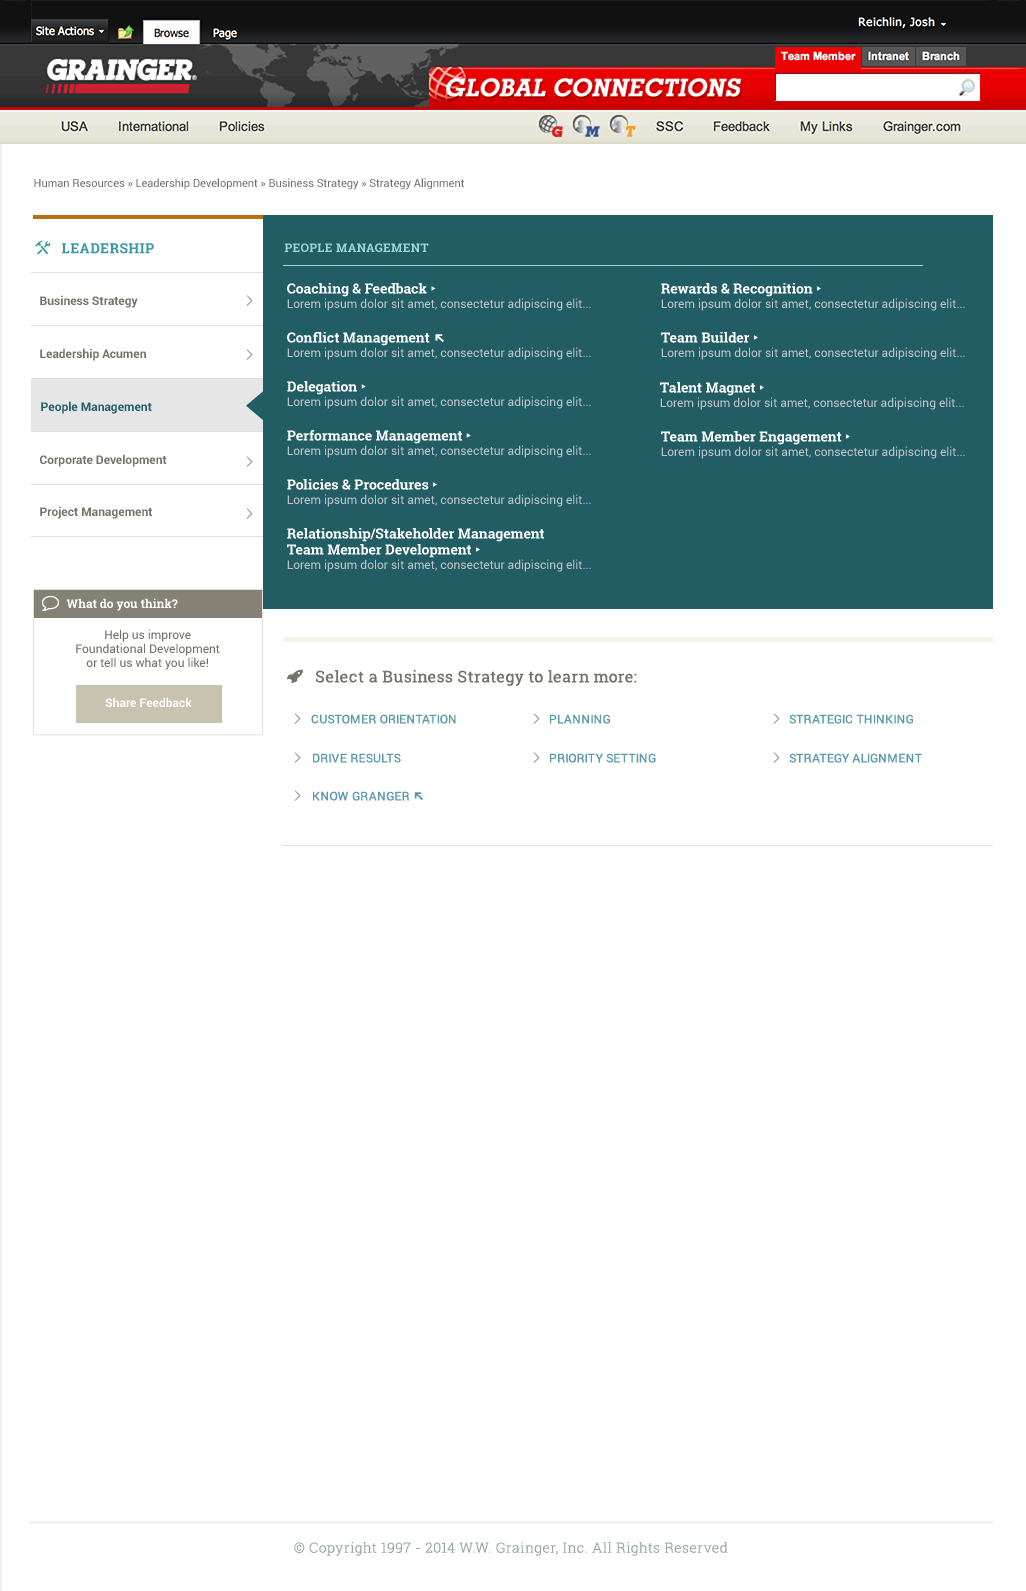 Site Actions
Browse
Page
Reichlin, Josh
GRAINGER®
GLOBAL CONNECTIONS
Team Member
Intranet
Branch
USA
International
Policies
G
M
T
SSC
Feedback
My Links
Grainger.com
Human Resources » Leadership Development » Business Strategy » Strategy Alignment
LEADERSHIP
Business Strategy
Leadership Acumen
People Management
Corporate Development
Project Management
What do you think?
Help us improve
Foundational Development
or tell us what you like!
Share Feedback
PEOPLE MANAGEMENT
Coaching & Feedback
Lorem ipsum dolor sit amet, consectetur adipiscing elit...
Conflict Management
Lorem ipsum dolor sit amet, consectetur adipiscing elit...
Delegation
Lorem ipsum dolor sit amet, consectetur adipiscing elit...
Performance Management
Lorem ipsum dolor sit amet, consectetur adipiscing elit...
Policies & Procedures
Lorem ipsum dolor sit amet, consectetur adipiscing elit...
Relationship/Stakeholder Management
Team Member Development
Lorem ipsum dolor sit amet, consectetur adipiscing elit...
Rewards & Recognition
Lorem ipsum dolor sit amet, consectetur adipiscing elit...
Team Builder
Lorem ipsum dolor sit amet, consectetur adipiscing elit...
Talent Magnet
Lorem ipsum dolor sit amet, consectetur adipiscing elit...
Team Member Engagement
Lorem ipsum dolor sit amet, consectetur adipiscing elit...
Select a Business Strategy to learn more:
CUSTOMER ORIENTATION
PLANNING
STRATEGIC THINKING
DRIVE RESULTS
PRIORITY SETTING
STRATEGY ALIGNMENT
KNOW GRANGER
© Copyright 1997 - 2014 W.W. Grainger, Inc. All Rights Reserved